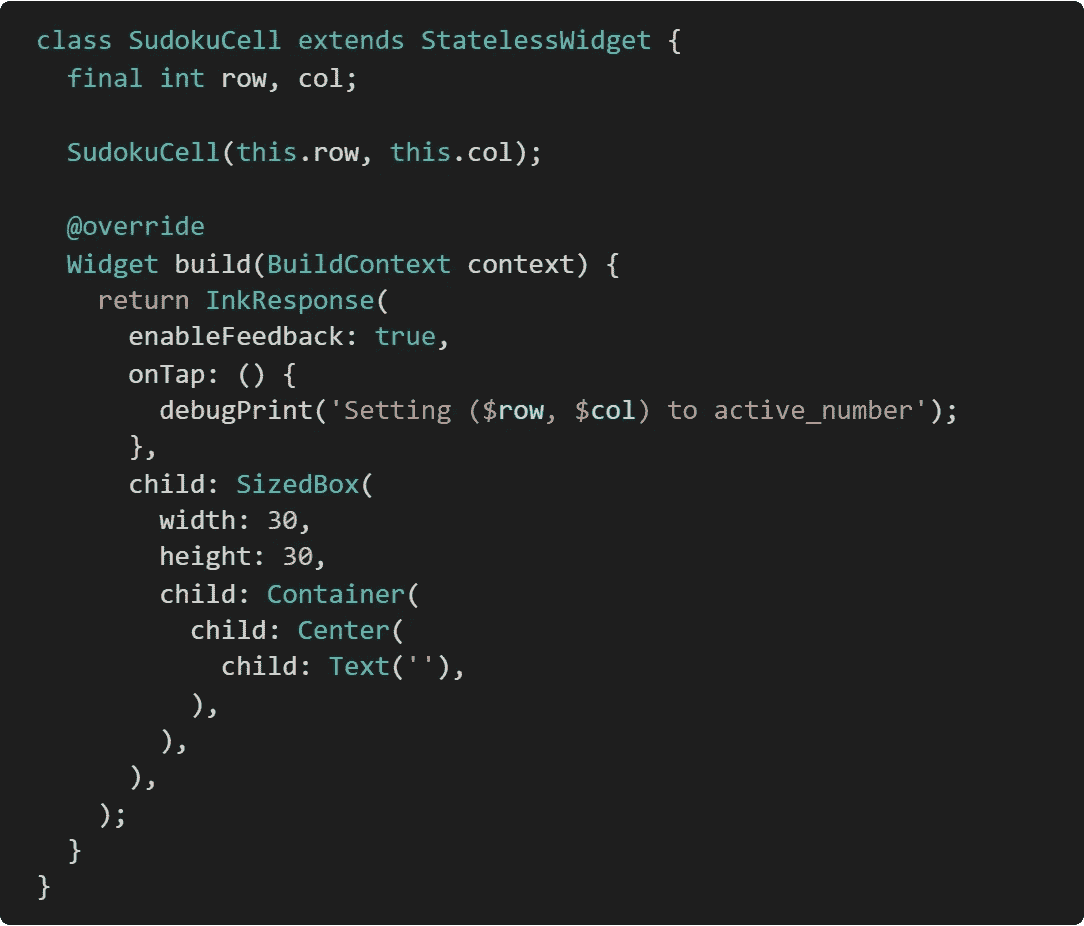 class SudokuCell extends StatelessWidget {
  final int row, col;

  SudokuCell(this.row, this.col);

  @override
  Widget build(BuildContext context) {
    return InkResponse(
      enableFeedback: true,
      onTap: () {
        debugPrint('Setting ($row, $col) to active_number');
      },
      child: SizedBox(
        width: 30,
        height: 30,
        child: Container(
          child: Center(
            child: Text(''),
          ),
        ),
      ),
    );
  }
}